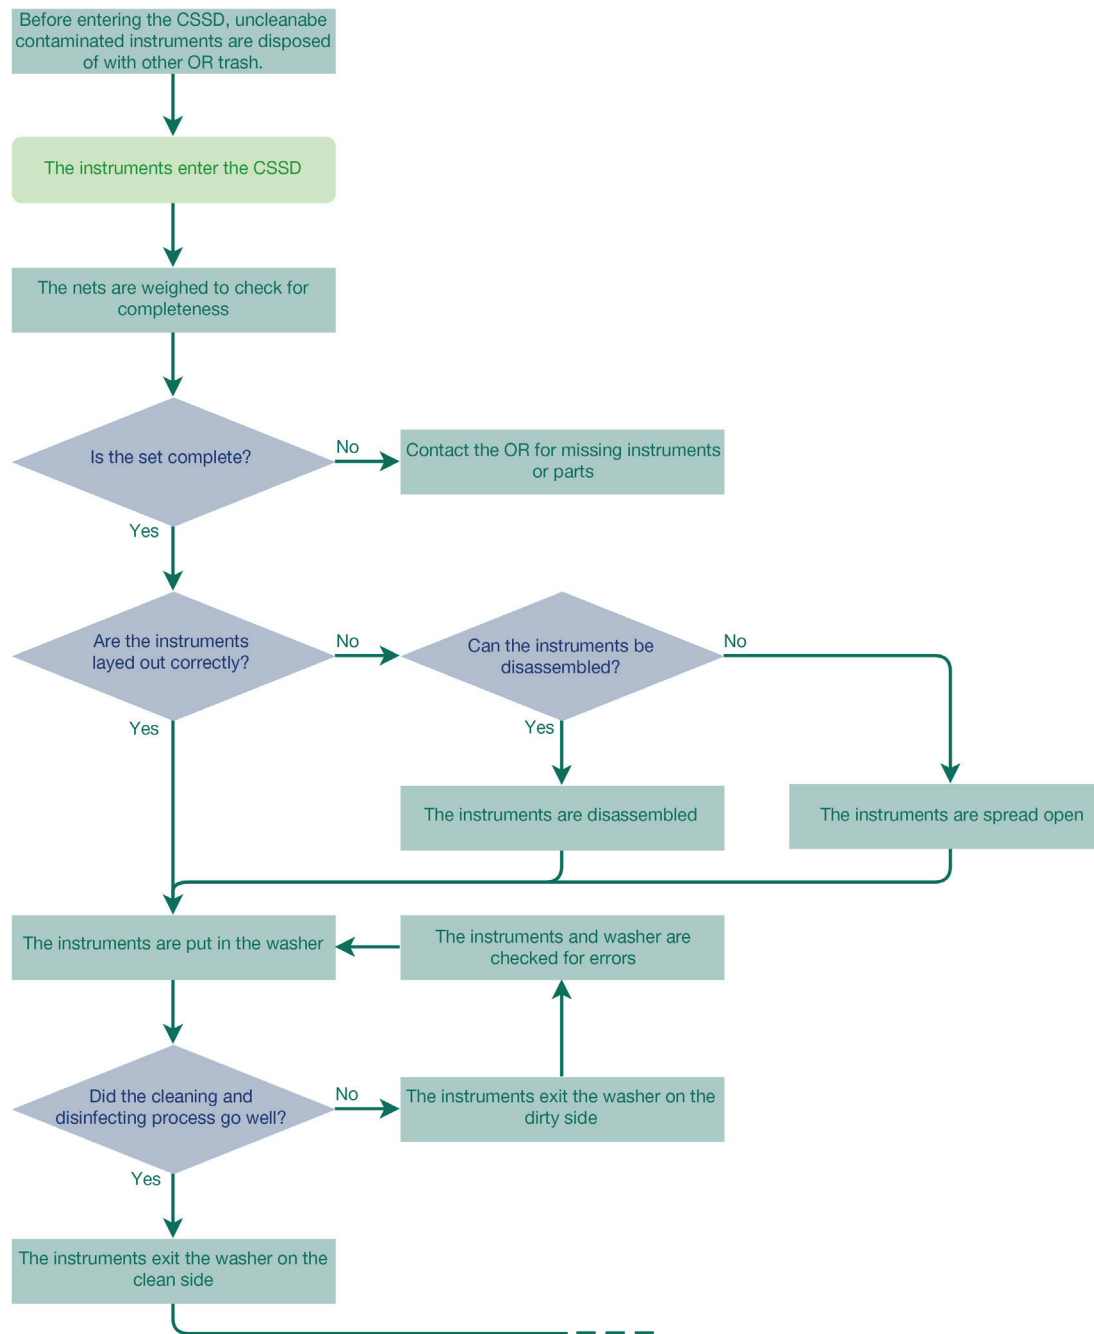 Before entering the CSSD, uncleanabe
contaminated instruments are disposed
of with other OR trash.
The instruments enter the CSSD
The nets are weighed to check for
completeness
Is the set complete?
No
Contact the OR for missing instruments
or parts
Yes
Are the instruments
layed out correctly?
No
Can the instruments be
disassembled?
No
Yes
Yes
The instruments are disassembled
The instruments are spread open
The instruments are put in the washer
The instruments and washer are
checked for errors
Did the cleaning and
disinfecting process go well?
No
The instruments exit the washer on the
dirty side
Yes
The instruments exit the washer on the
clean side